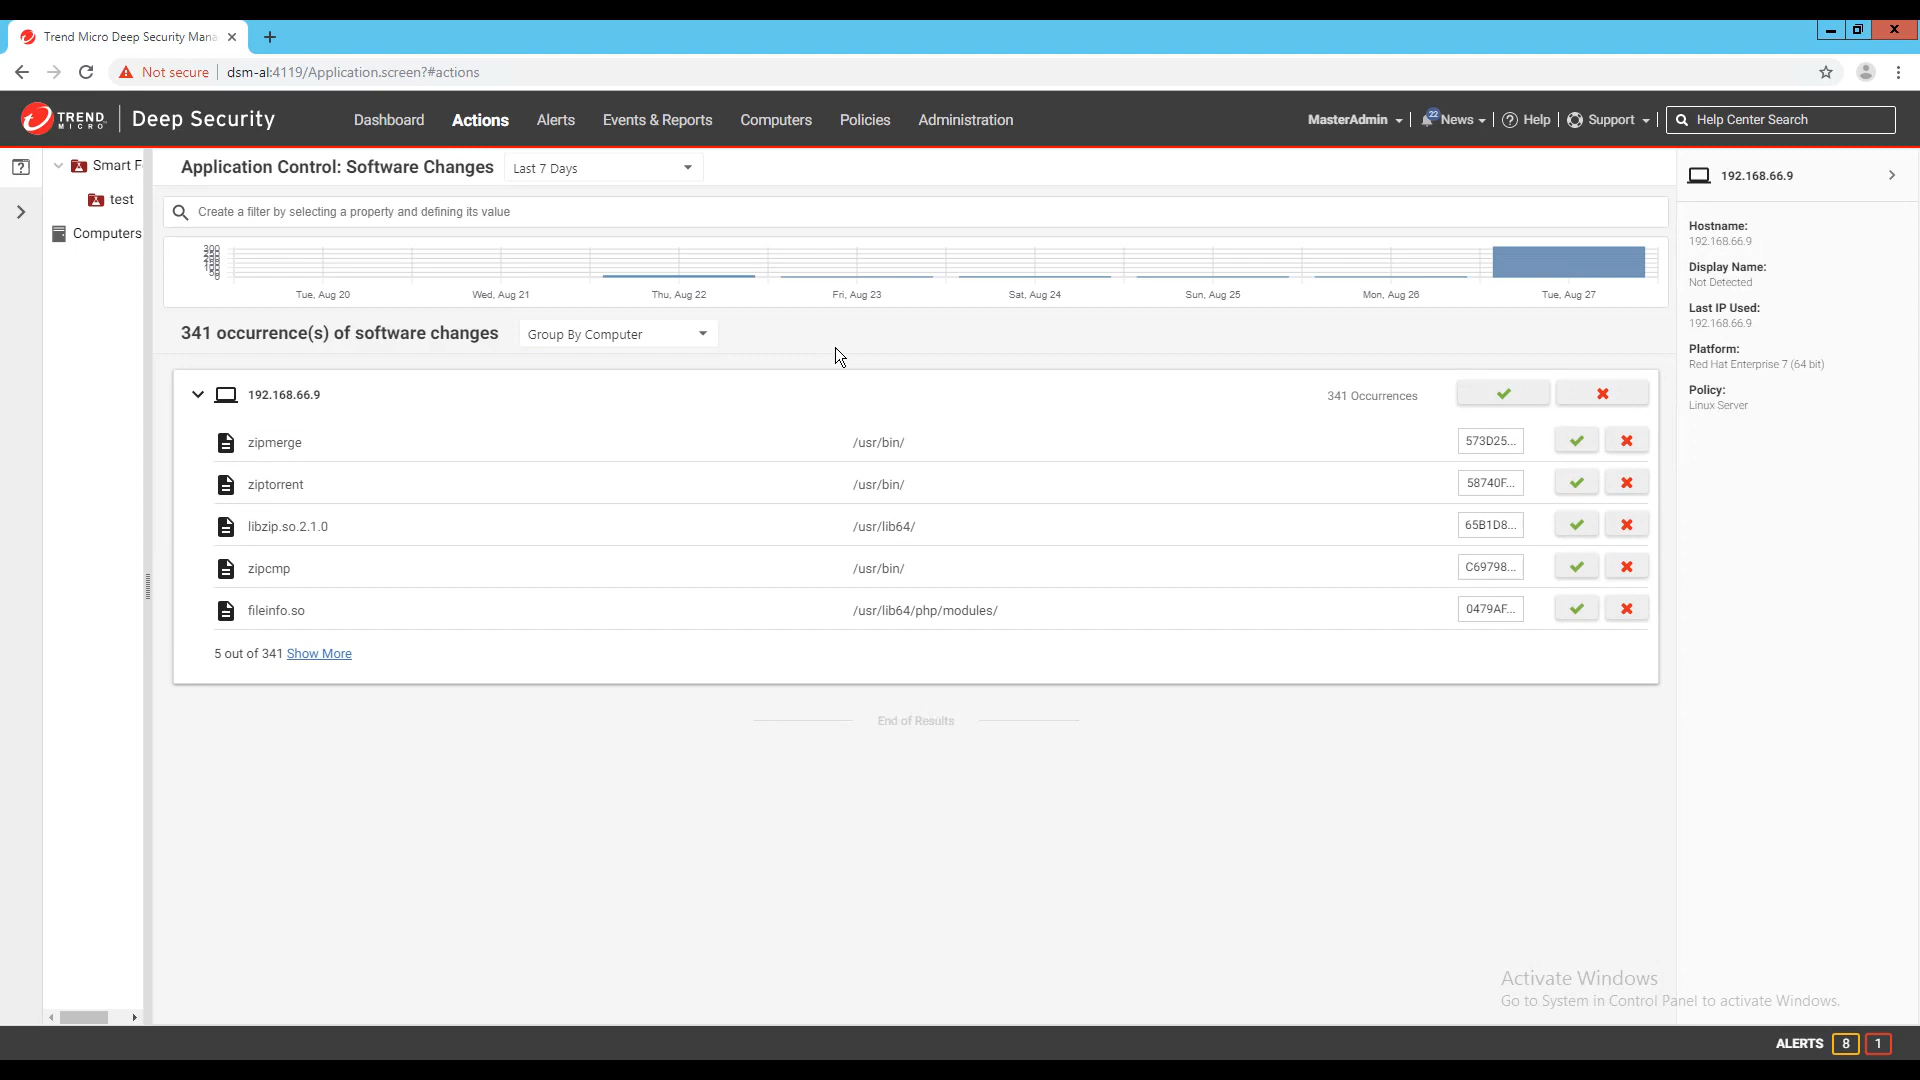 Trend Micro Deep Security Mana
Not secure
dsm-al:4119/Application.screen?#actions
TREND MICRO
Deep Security
Dashboard
Actions
Alerts
Events & Reports
Computers
Policies
Administration
MasterAdmin
22
News
Help
Support
Help Center Search
Smart F
test
Computers
Application Control: Software Changes
Last 7 Days
Create a filter by selecting a property and defining its value
300
Tue, Aug 20
Wed, Aug 21
Thu, Aug 22
Fri, Aug 23
Sat, Aug 24
Sun, Aug 25
Mon, Aug 26
Tue, Aug 27
341 occurrence(s) of software changes
Group By Computer
192.168.66.9
341 Occurrences
zipmerge /usr/bin/ 573D25...
ziptorrent /usr/bin/ 58740F...
libzip.so.2.1.0 /usr/lib64/ 65B1D8...
zipcmp /usr/bin/ C69798...
fileinfo.so /usr/lib64/php/modules/ 0479AF...
5 out of 341 Show More
End of Results
192.168.66.9
Hostname:
192.168.66.9
Display Name:
Not Detected
Last IP Used:
192.168.66.9
Platform:
Red Hat Enterprise 7 (64 bit)
Policy:
Linux Server
Activate Windows
Go to System in Control Panel to activate Windows.
ALERTS 8 1